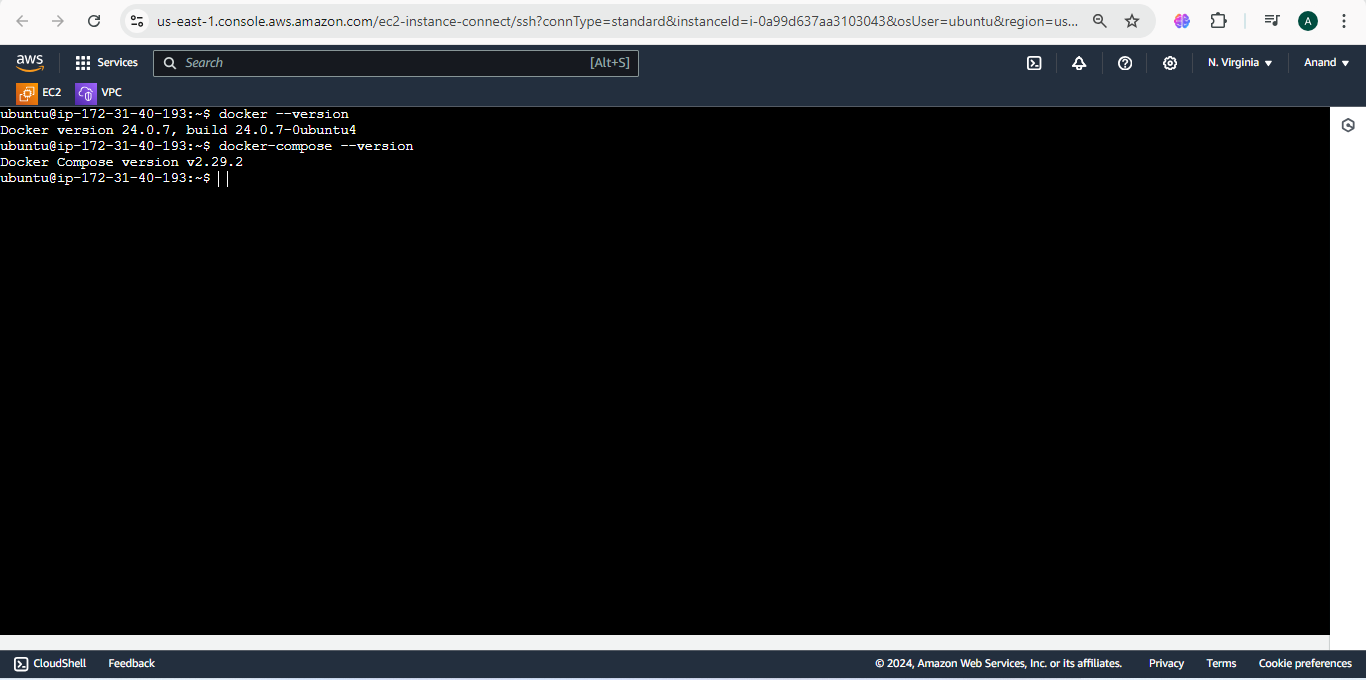 us-east-1.console.aws.amazon.com/ec2-instance-connect/ssh?connType=standard&instanceId=i-0a99d637aa3103043&osUser=ubuntu&region=us...
A
aws
Services
Search
[Alt+S]
N. Virginia
Anand
EC2
VPC
ubuntu@ip-172-31-40-193:~$ docker --version
Docker version 24.0.7, build 24.0.7-0ubuntu4
ubuntu@ip-172-31-40-193:~$ docker-compose --version
Docker Compose version v2.29.2
ubuntu@ip-172-31-40-193:~$
CloudShell
Feedback
© 2024, Amazon Web Services, Inc. or its affiliates.
Privacy
Terms
Cookie preferences